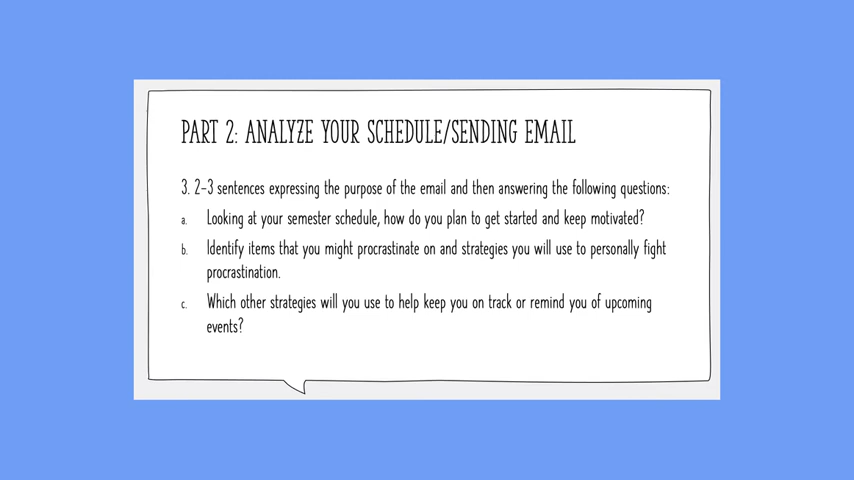 PART 2: ANALYZE YOUR SCHEDULE/SENDING EMAIL
3. 2-3 sentences expressing the purpose of the email and then answering the following questions:
a. Looking at your semester schedule, how do you plan to get started and keep motivated?
b. Identify items that you might procrastinate on and strategies you will use to personally fight
procrastination.
c. Which other strategies will you use to help keep you on track or remind you of upcoming
events?